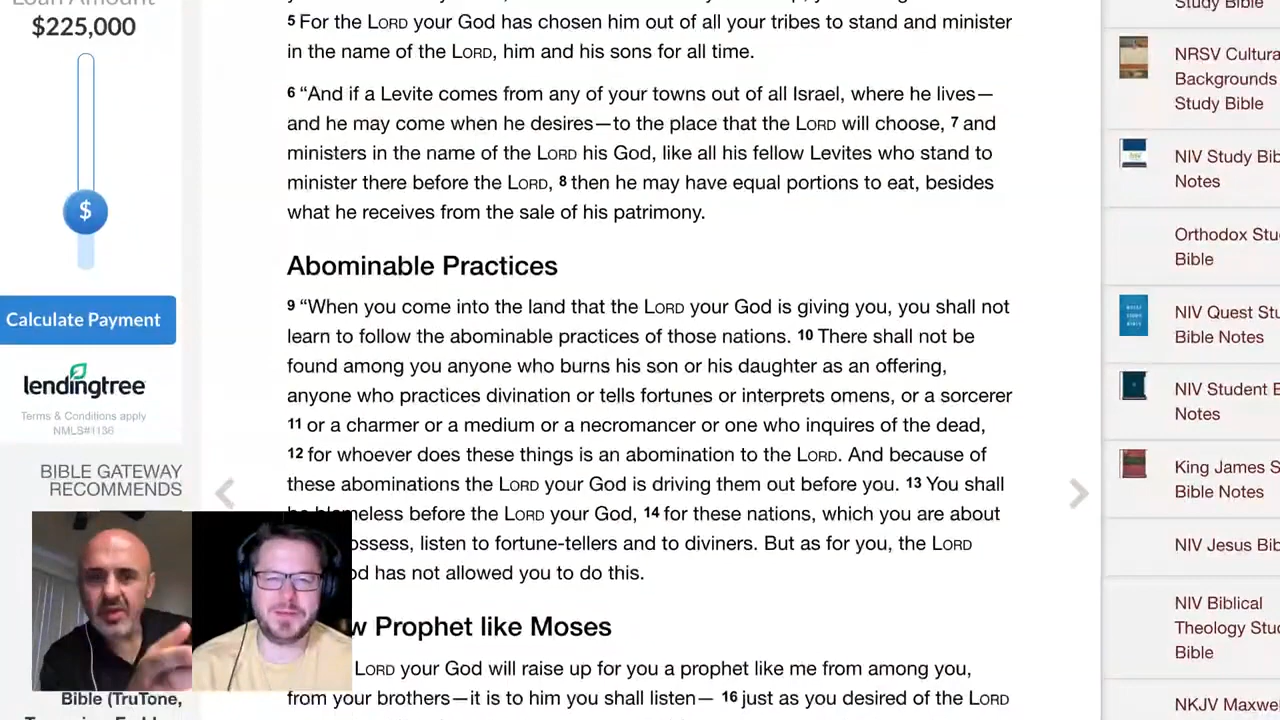 Loan Amount
$225,000
$
Calculate Payment
lendingtree
Terms & Conditions apply
NMLS#1136
BIBLE GATEWAY
RECOMMENDS
Bible (TruTone,
5 For the LORD your God has chosen him out of all your tribes to stand and minister
in the name of the LORD, him and his sons for all time.
6 “And if a Levite comes from any of your towns out of all Israel, where he lives—
and he may come when he desires—to the place that the LORD will choose, 7 and
ministers in the name of the LORD his God, like all his fellow Levites who stand to
minister there before the LORD, 8 then he may have equal portions to eat, besides
what he receives from the sale of his patrimony.
Abominable Practices
9 “When you come into the land that the LORD your God is giving you, you shall not
learn to follow the abominable practices of those nations. 10 There shall not be
found among you anyone who burns his son or his daughter as an offering,
anyone who practices divination or tells fortunes or interprets omens, or a sorcerer
11 or a charmer or a medium or a necromancer or one who inquires of the dead,
12 for whoever does these things is an abomination to the LORD. And because of
these abominations the LORD your God is driving them out before you. 13 You shall
be blameless before the LORD your God, 14 for these nations, which you are about
ossess, listen to fortune-tellers and to diviners. But as for you, the LORD
od has not allowed you to do this.
w Prophet like Moses
LORD your God will raise up for you a prophet like me from among you,
from your brothers—it is to him you shall listen— 16 just as you desired of the LORD
Study Bible
NRSV Cultura
Backgrounds
Study Bible
NIV Study Bib
Notes
Orthodox Stu
Bible
NIV Quest Stu
Bible Notes
NIV Student B
Notes
King James S
Bible Notes
NIV Jesus Bib
NIV Biblical
Theology Stud
Bible
NKJV Maxwe